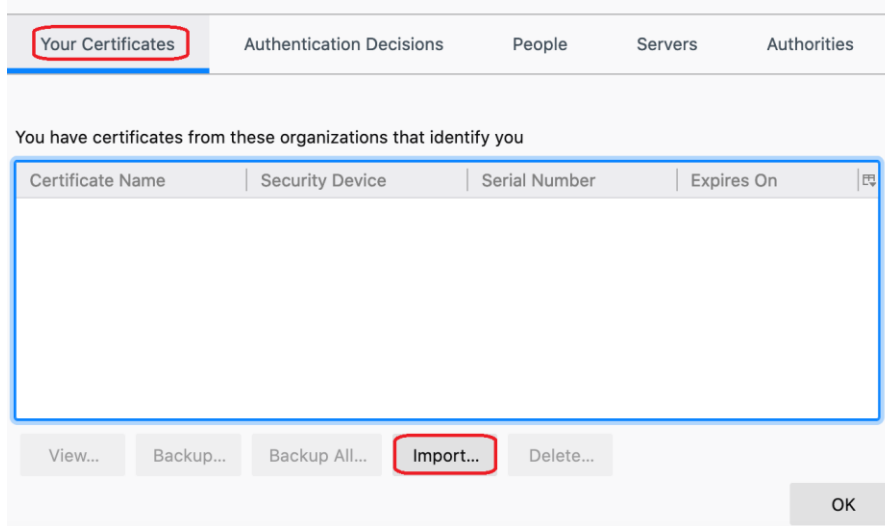 Your Certificates Authentication Decisions People Servers Authorities
You have certificates from these organizations that identify you
Certificate Name Security Device Serial Number Expires On
View... Backup... Backup All... Import... Delete...
OK